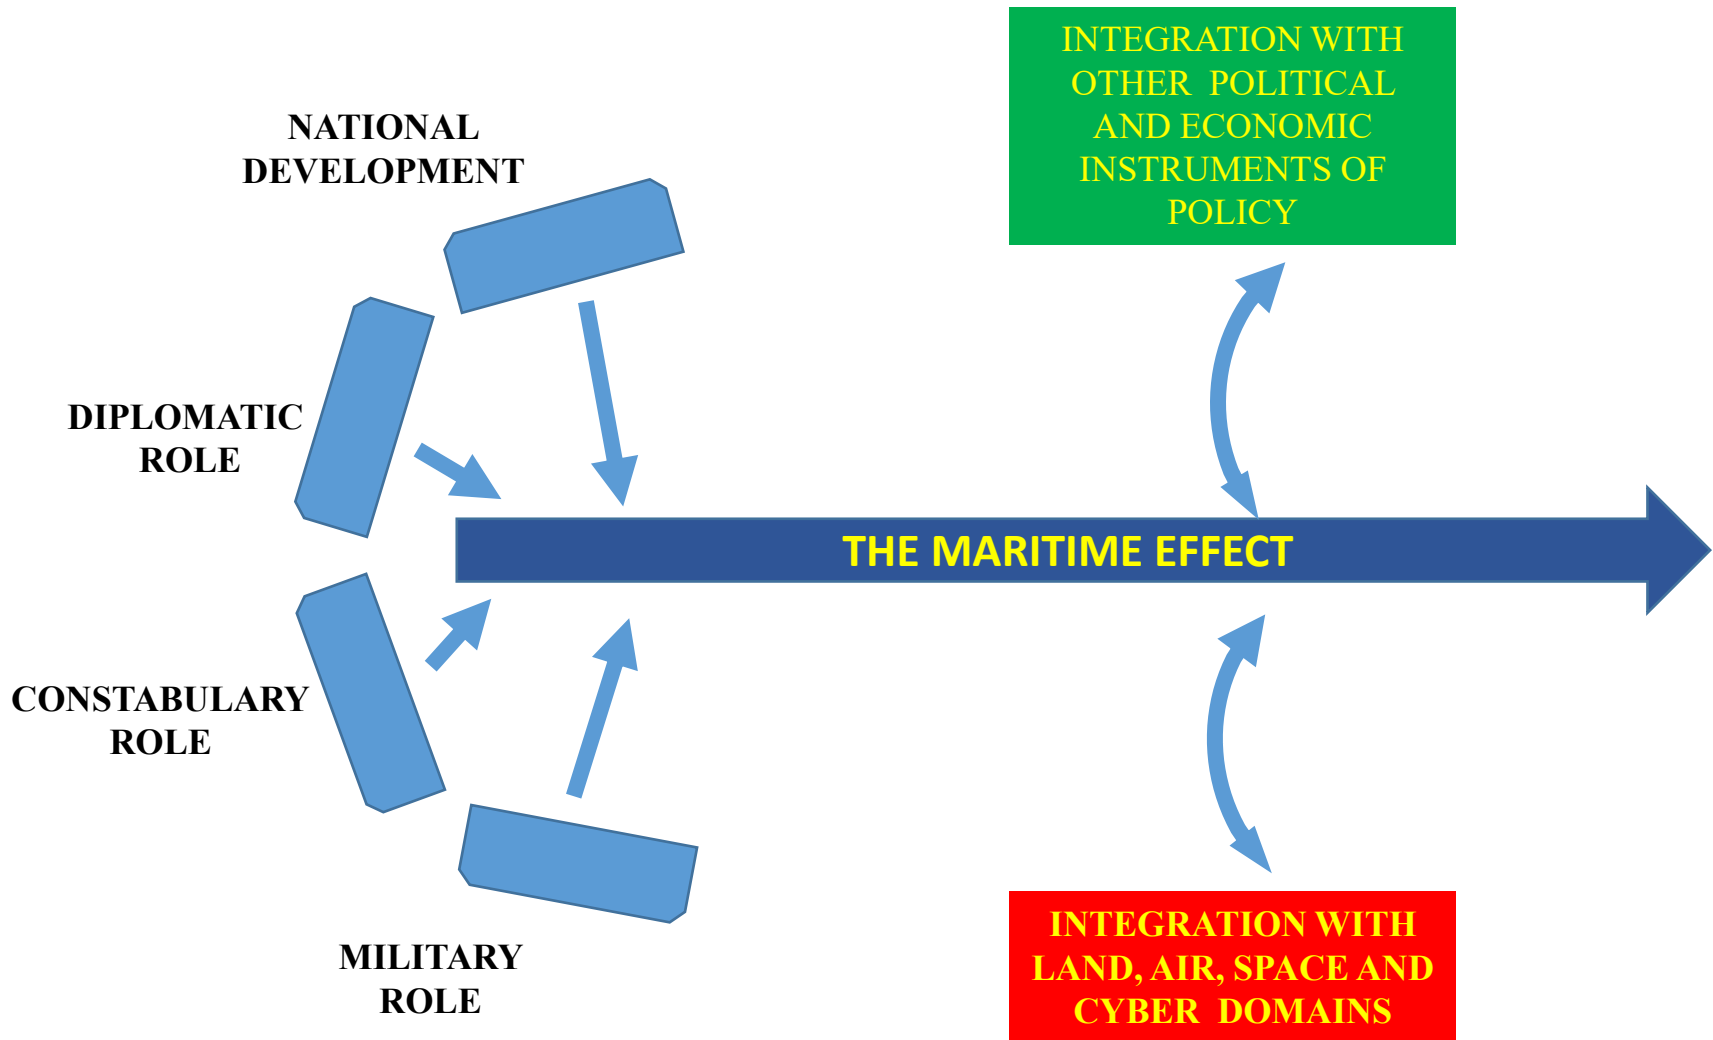 NATIONAL
DEVELOPMENT
DIPLOMATIC
ROLE
CONSTABULARY
ROLE
MILITARY
ROLE
THE MARITIME EFFECT
INTEGRATION WITH
OTHER  POLITICAL
AND ECONOMIC
INSTRUMENTS OF
POLICY
INTEGRATION WITH
LAND, AIR, SPACE AND
CYBER  DOMAINS